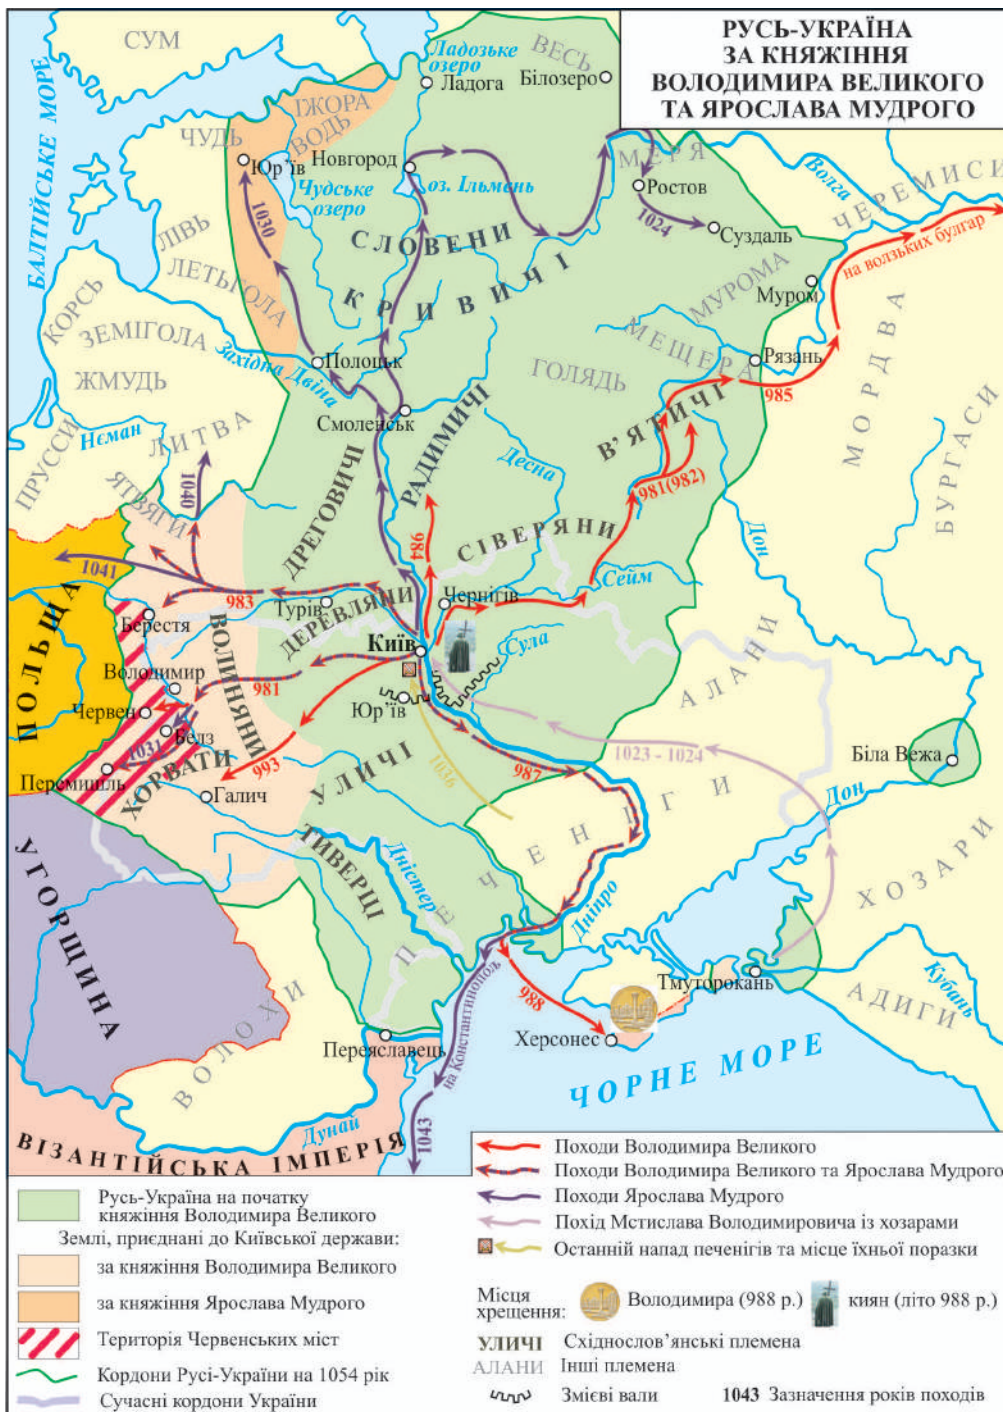 РУСЬ-УКРАЇНА
ЗА КНЯЖІННЯ
ВОЛОДИМИРА ВЕЛИКОГО
ТА ЯРОСЛАВА МУДРОГО
СУМ
Ладозьке
озеро
ВЕСЬ
Ладога
Білозеро
БАЛТІЙСЬКЕ МОРЕ
ІЖОРА
ВОДЬ
ЧУДЬ
Юр'їв
Новгород
МЕРЯ
Волга
ЧЕРЕМИСИ
Чудське
озеро
оз. Ільмень
Ростов
1030
1024
Суздаль
ЛІВЬ
СЛОВЕНИ
на волзьких булгар
ЛЕТЬГОЛА
КРИВИЧІ
МУРОМА
Муром
КОРСЬ
ЗЕМІГОЛА
МЕЩЕРА
МОРДВА
Західна Двіна
Полоцьк
ГОЛЯДЬ
Рязань
ЖМУДЬ
985
Смоленськ
РАДИМИЧІ
В'ЯТИЧІ
Нєман
ЛИТВА
ПРУССИ
Десна
БУРГАСИ
ЯТВЯГИ
1040
ДРЕГОВИЧІ
981(982)
984
СІВЕРЯНИ
Дон
1041
983
Турів
Чернігів
Сейм
ПОЛЬЩА
Берестя
ДЕРЕВЛЯНИ
ВОЛИНЯНИ
Київ
Сула
Володимир
981
АЛАНИ
Червен
Юр'їв
Белз
1031
ХОРВАТИ
993
УЛИЧІ
987
1023 - 1024
Біла Вежа
Перемишль
1036
Галич
Дон
ПЕЧЕНІГИ
УГОРЩИНА
ТИВЕРЦІ
Дністер
ХОЗАРИ
Дніпро
на Константинополь
988
Тмуторокань
Кубань
АДИГИ
ВОЛОХИ
Переяславець
Херсонес
ЧОРНЕ МОРЕ
Дунай
1043
ВІЗАНТІЙСЬКА ІМПЕРІЯ
Русь-Україна на початку
княжіння Володимира Великого
Землі, приєднані до Київської держави:
за княжіння Володимира Великого
за княжіння Ярослава Мудрого
Територія Червенських міст
Кордони Русі-України на 1054 рік
Сучасні кордони України
Походи Володимира Великого
Походи Володимира Великого та Ярослава Мудрого
Походи Ярослава Мудрого
Похід Мстислава Володимировича із хозарами
Останній напад печенігів та місце їхньої поразки
Місця
хрещення:
Володимира (988 р.)
киян (літо 988 р.)
УЛИЧІ Східнослов'янські племена
АЛАНИ Інші племена
Змієві вали
1043 Зазначення років походів